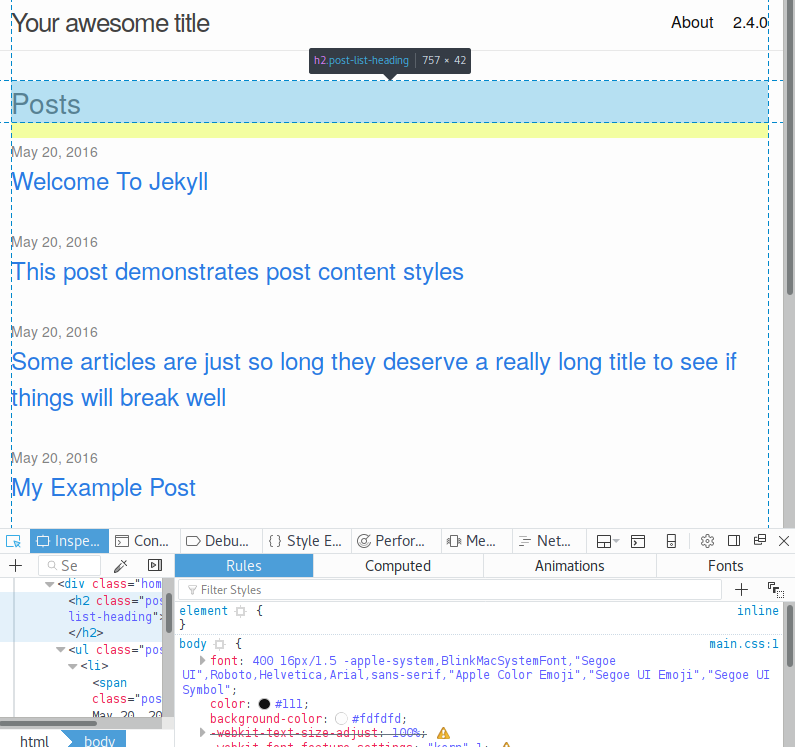 Your awesome title
About 2.4.0
h2.post-list-heading 757 × 42
Posts
May 20, 2016
Welcome To Jekyll
May 20, 2016
This post demonstrates post content styles
May 20, 2016
Some articles are just so long they deserve a really long title to see if
things will break well
May 20, 2016
My Example Post
Inspe... Con... Debu... { } Style E... Perfor... Me... Net...
Se
Rules Computed Animations Fonts
Filter Styles
<div class="hom
<h2 class="pos
list-heading">
</h2>
<ul class="pos
<li>
<span
class="pos
May 20, 20
html body
element { inline
}
body { main.css:1
font: 400 16px/1.5 -apple-system,BlinkMacSystemFont,"Segoe
UI",Roboto,Helvetica,Arial,sans-serif,"Apple Color Emoji","Segoe UI Emoji","Segoe UI
Symbol";
color: #111;
background-color: #fdfdfd;
-webkit-text-size-adjust: 100%;
-webkit-font-feature-settings: "kern" 1;